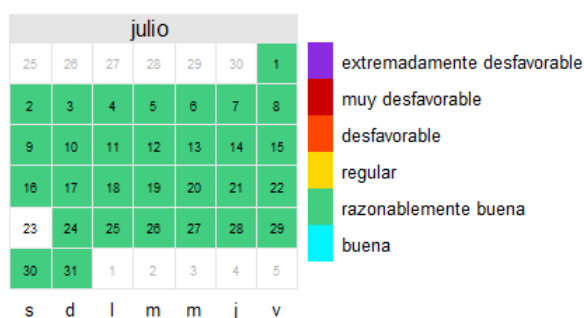 julio
25 26 27 28 29 30 1
2 3 4 5 6 7 8
9 10 11 12 13 14 15
16 17 18 19 20 21 22
23 24 25 26 27 28 29
30 31 1 2 3 4 5
s d l m m j v
extremadamente desfavorable
muy desfavorable
desfavorable
regular
razonablemente buena
buena